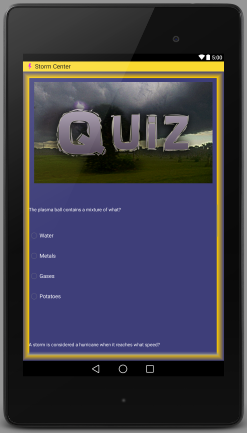 5:00
Storm Center
QUIZ
The plasma ball contains a mixture of what?
Water
Metals
Gases
Potatoes
A storm is considered a hurricane when it reaches what speed?